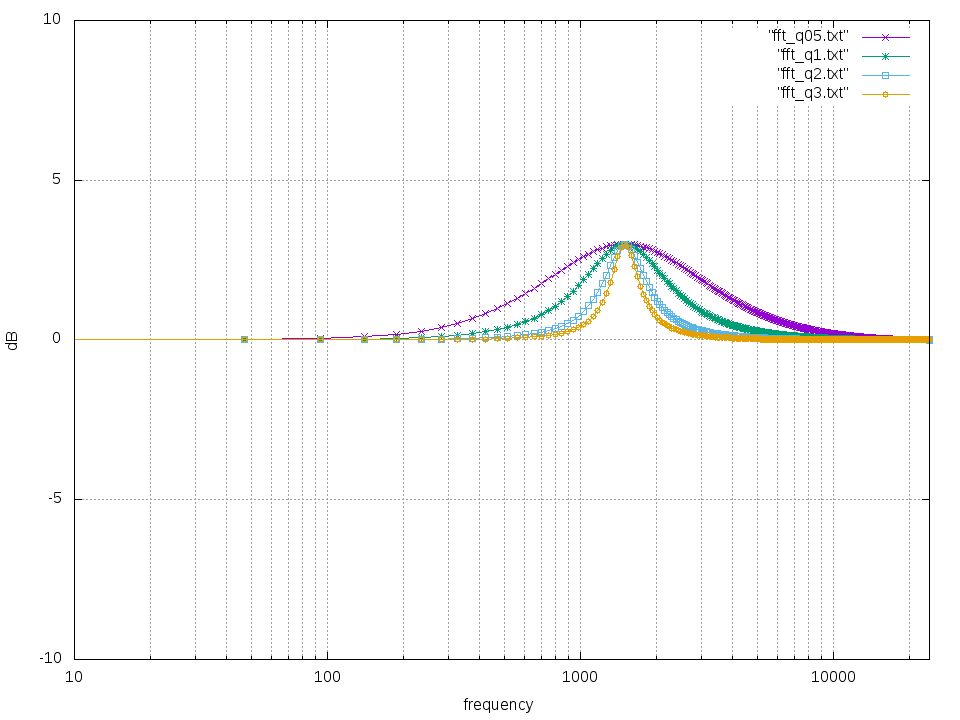 10
"fft_q05.txt"
"fft_q1.txt"
"fft_q2.txt"
"fft_q3.txt"
5
dB
0
-5
-10
10 100 1000 10000
frequency